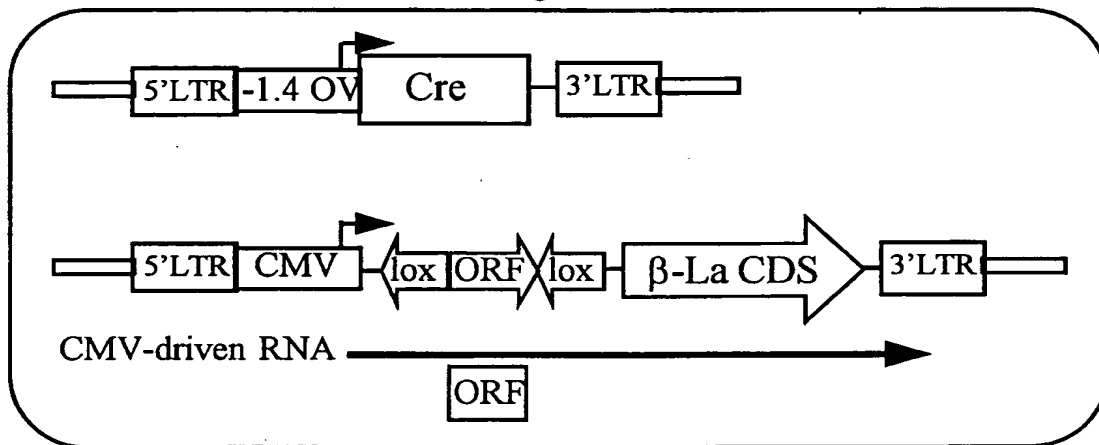 5'LTR -1.4 OV Cre 3'LTR
5'LTR CMV lox ORF lox β-La CDS 3'LTR
CMV-driven RNA
ORF